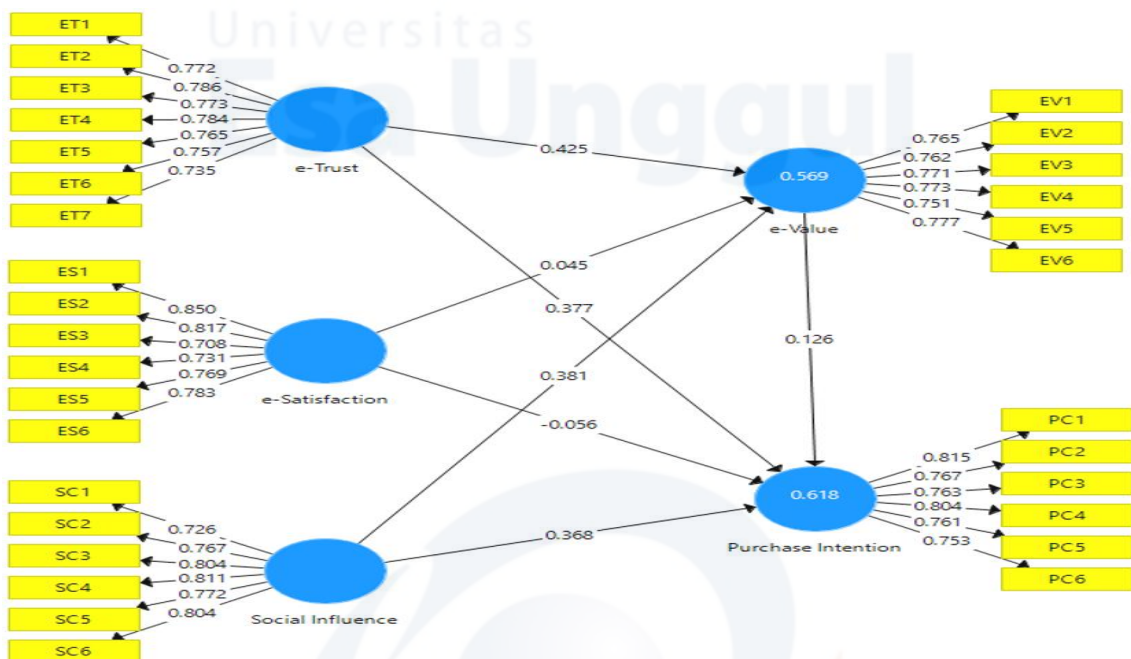 Universitas
Esa Unggul
ET1
ET2
ET3
ET4
ET5
ET6
ET7
0.772
0.786
0.773
0.784
0.765
0.757
0.735
e-Trust
ES1
ES2
ES3
ES4
ES5
ES6
0.850
0.817
0.708
0.731
0.769
0.783
e-Satisfaction
SC1
SC2
SC3
SC4
SC5
SC6
0.726
0.767
0.804
0.811
0.772
0.804
Social Influence
0.425
0.045
0.377
0.381
-0.056
0.368
0.569
e-Value
0.126
0.618
Purchase Intention
0.765
0.762
0.771
0.773
0.751
0.777
EV1
EV2
EV3
EV4
EV5
EV6
0.815
0.767
0.763
0.804
0.761
0.753
PC1
PC2
PC3
PC4
PC5
PC6